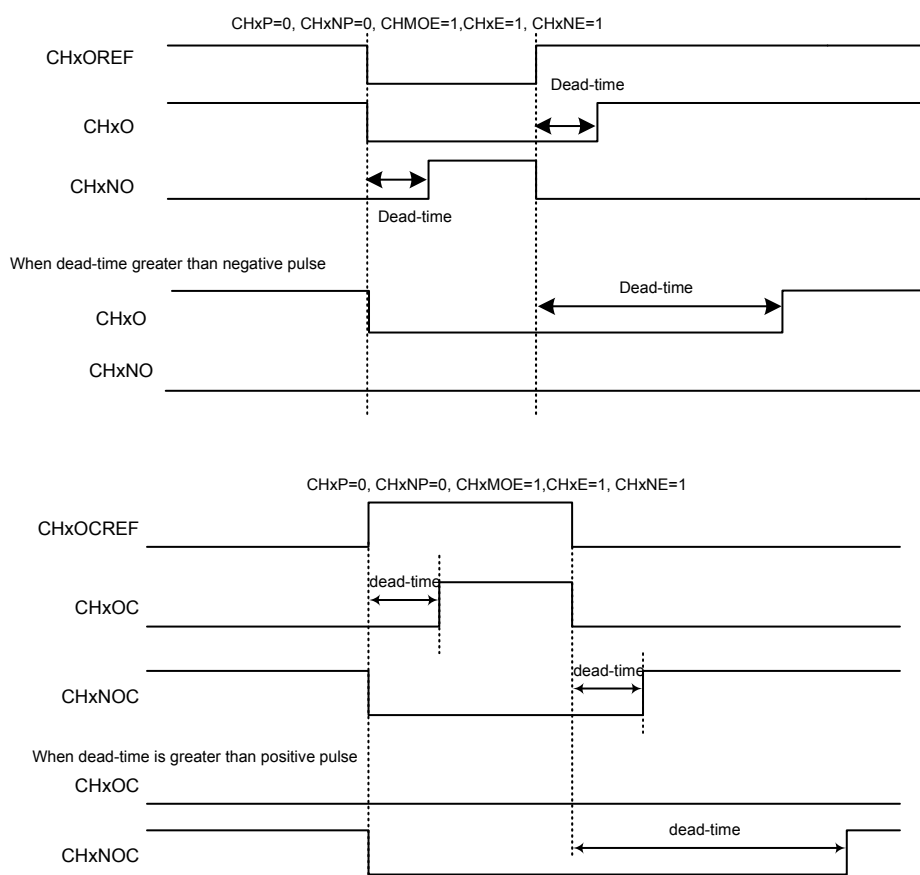 CHxP=0, CHxNP=0, CHMOE=1,CHxE=1, CHxNE=1
CHxOREF
Dead-time
CHxO
CHxNO
Dead-time
When dead-time greater than negative pulse
Dead-time
CHxO
CHxNO
CHxP=0, CHxNP=0, CHxMOE=1,CHxE=1, CHxNE=1
CHxOCREF
dead-time
CHxOC
dead-time
CHxNOC
When dead-time is greater than positive pulse
CHxOC
dead-time
CHxNOC